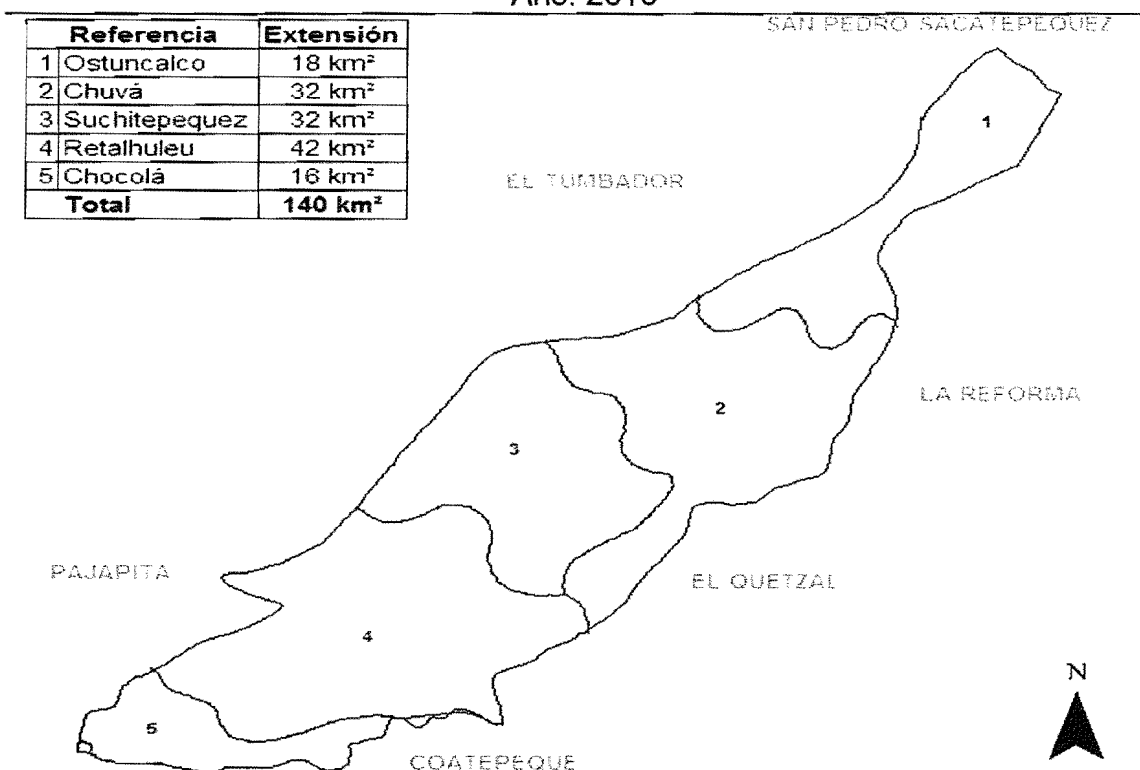 Referencia Extensión
1 Ostuncalco 18 km²
2 Chuvá 32 km²
3 Suchitepequez 32 km²
4 Retalhuleu 42 km²
5 Chocolá 16 km²
Total 140 km²
SAN PEDRO SACATEPEQUEZ
1
EL TUMBADOR
LA REFORMA
2
3
PAJAPITA
EL QUETZAL
4
N
5
COATEPEQUE